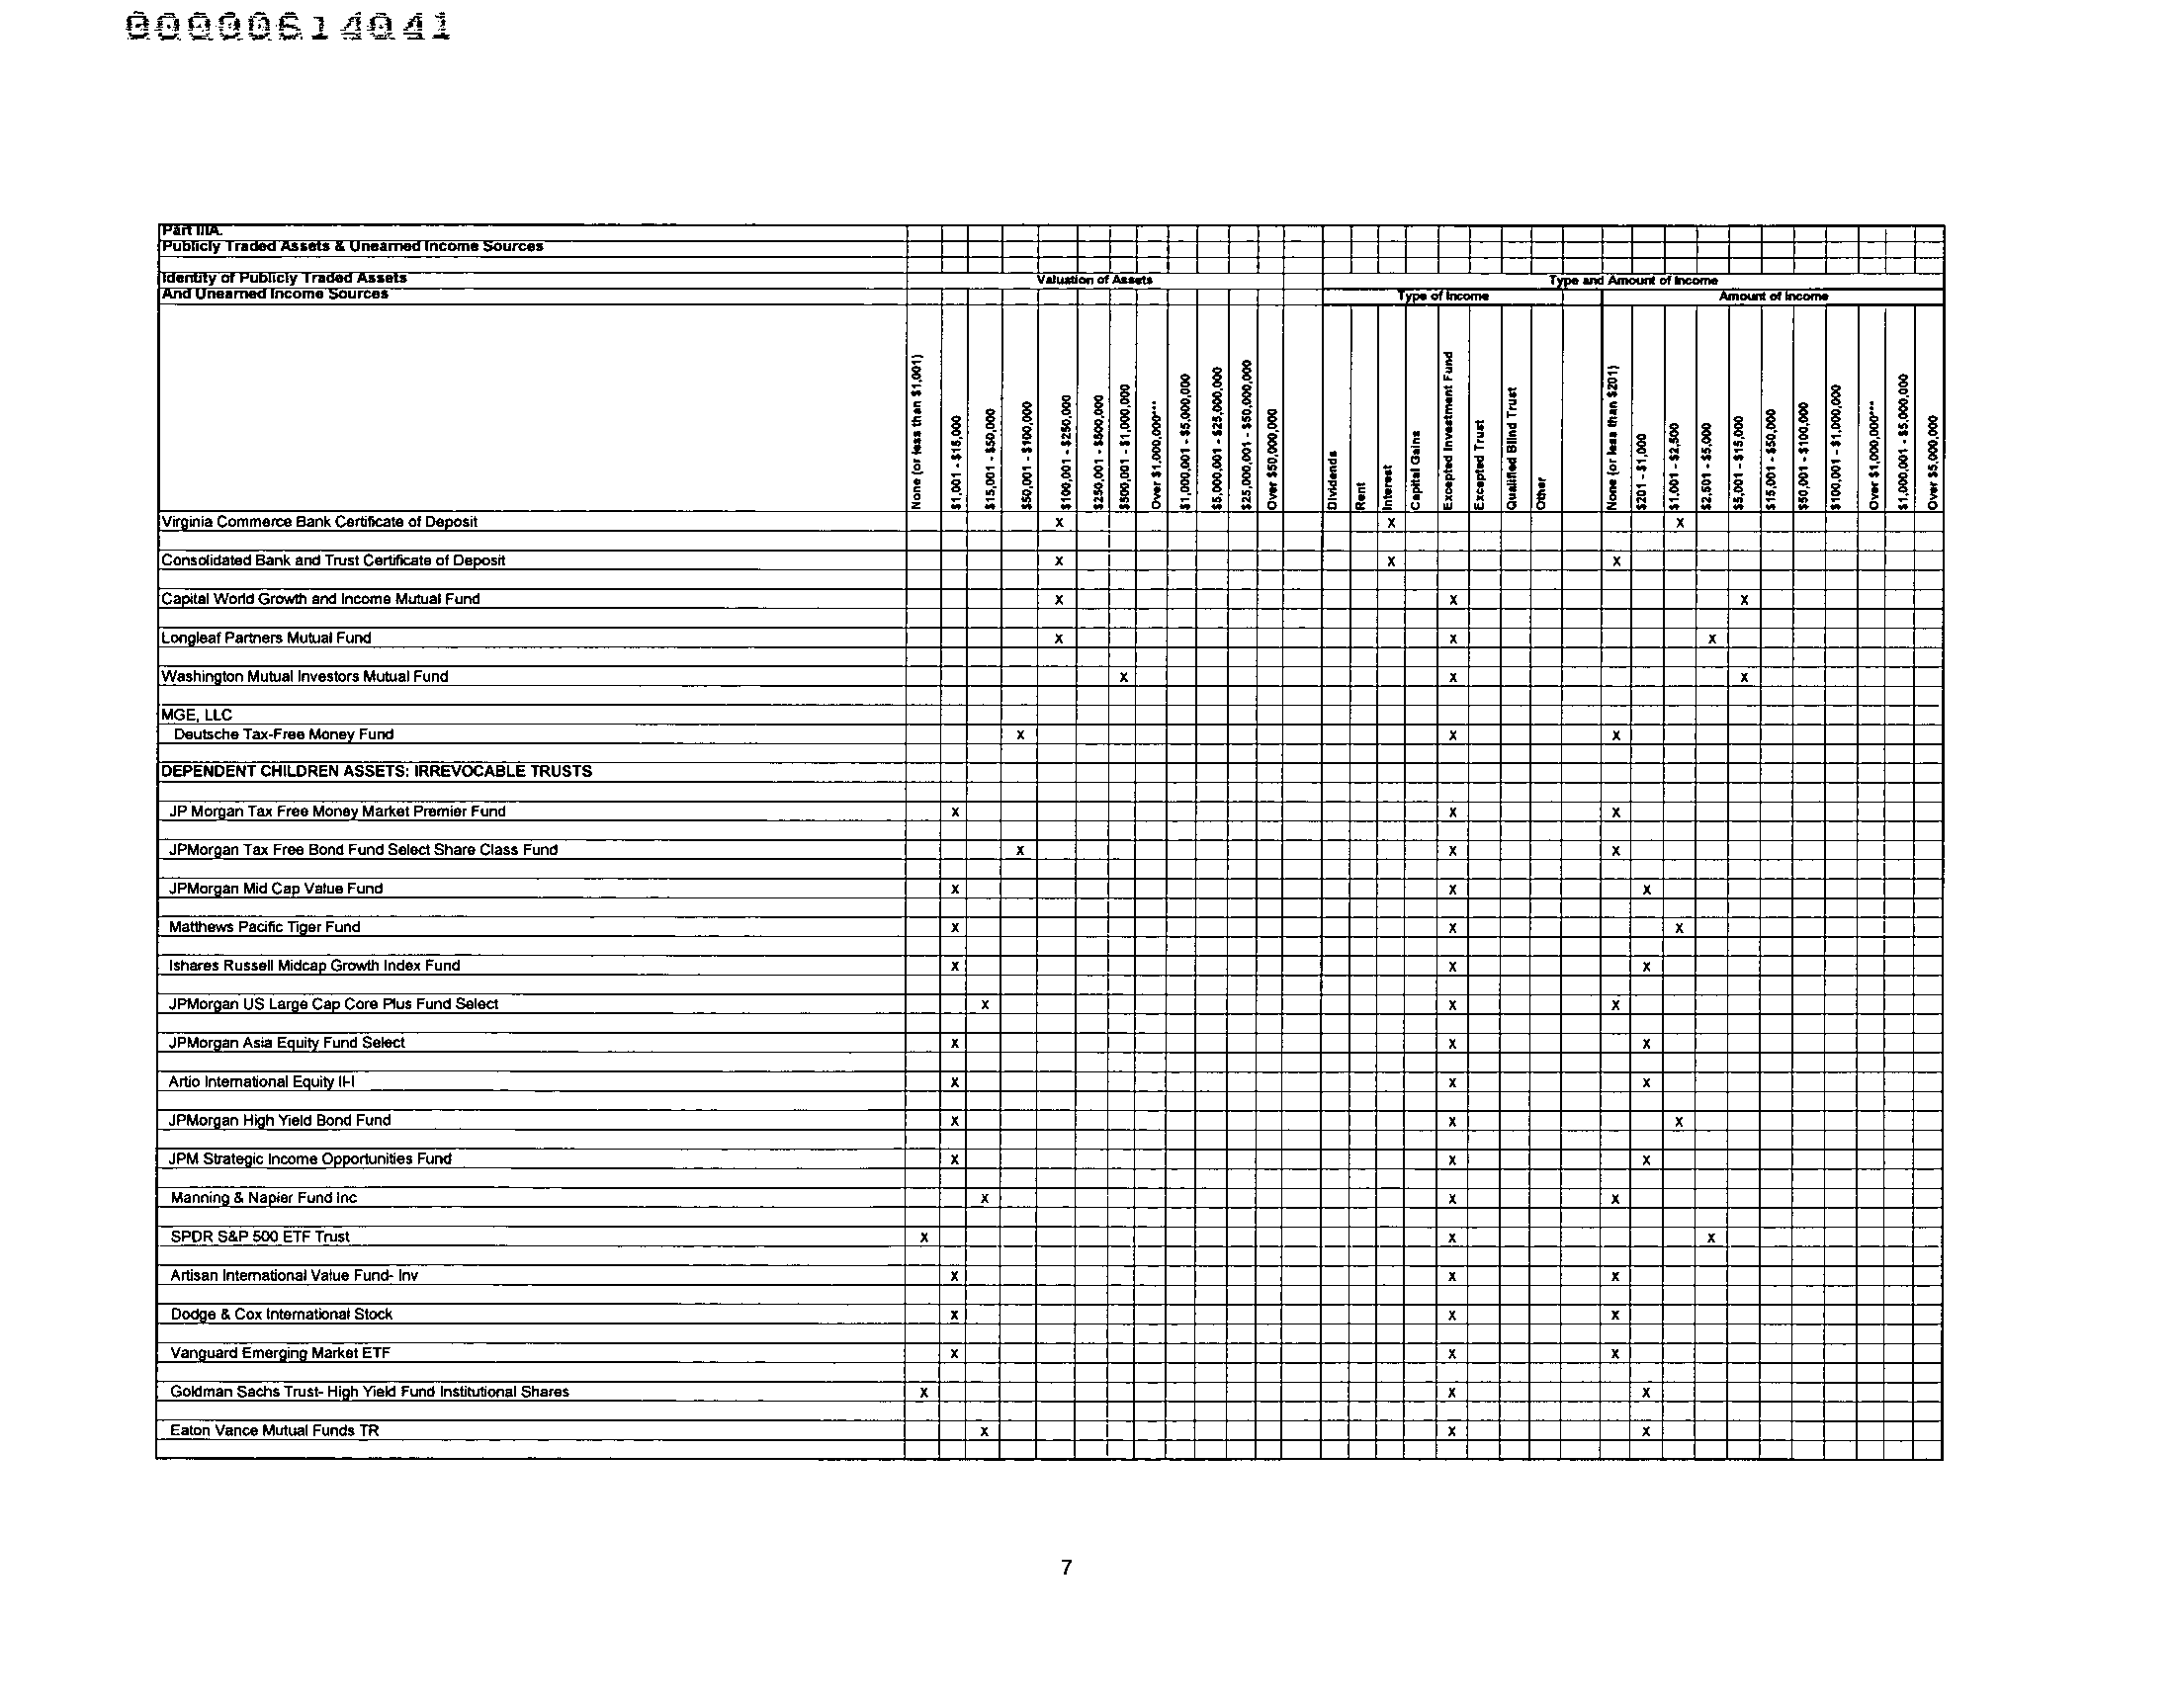 00000614041
Part IIIA.
Publicly Traded Assets & Unearned Income Sources
Identity of Publicly Traded Assets Valuation of Assets Type and Amount of Income
And Unearned Income Sources Type of Income Amount of Income
None (or less than $1,001) $1,001 - $15,000 $15,001 - $50,000 $50,001 - $100,000 $100,001 - $250,000 $250,001 - $500,000 $500,001 - $1,000,000 Over $1,000,000*** $1,000,001 - $5,000,000 $5,000,001 - $25,000,000 $25,000,001 - $50,000,000 Over $50,000,000 Dividends Rent Interest Capital Gains Excepted Investment Fund Excepted Trust Qualified Blind Trust Other None (or less than $201) $201 - $1,000 $1,001 - $2,500 $2,501 - $5,000 $5,001 - $15,000 $15,001 - $50,000 $50,001 - $100,000 $100,001 - $1,000,000 Over $1,000,000*** $1,000,001 - $5,000,000 Over $5,000,000
Virginia Commerce Bank Certificate of Deposit X X X
Consolidated Bank and Trust Certificate of Deposit X X X
Capital World Growth and Income Mutual Fund X X X
Longleaf Partners Mutual Fund X X X
Washington Mutual Investors Mutual Fund X X X
MGE, LLC
Deutsche Tax-Free Money Fund X X X
DEPENDENT CHILDREN ASSETS: IRREVOCABLE TRUSTS
JP Morgan Tax Free Money Market Premier Fund X X X
JPMorgan Tax Free Bond Fund Select Share Class Fund X X X
JPMorgan Mid Cap Value Fund X X X
Matthews Pacific Tiger Fund X X X
Ishares Russell Midcap Growth Index Fund X X X
JPMorgan US Large Cap Core Plus Fund Select X X X
JPMorgan Asia Equity Fund Select X X X
Artio International Equity II-I X X X
JPMorgan High Yield Bond Fund X X X
JPM Strategic Income Opportunities Fund X X X
Manning & Napier Fund Inc X X X
SPDR S&P 500 ETF Trust X X X
Artisan International Value Fund- Inv X X X
Dodge & Cox International Stock X X X
Vanguard Emerging Market ETF X X X
Goldman Sachs Trust- High Yield Fund Institutional Shares X X X
Eaton Vance Mutual Funds TR X X X
7